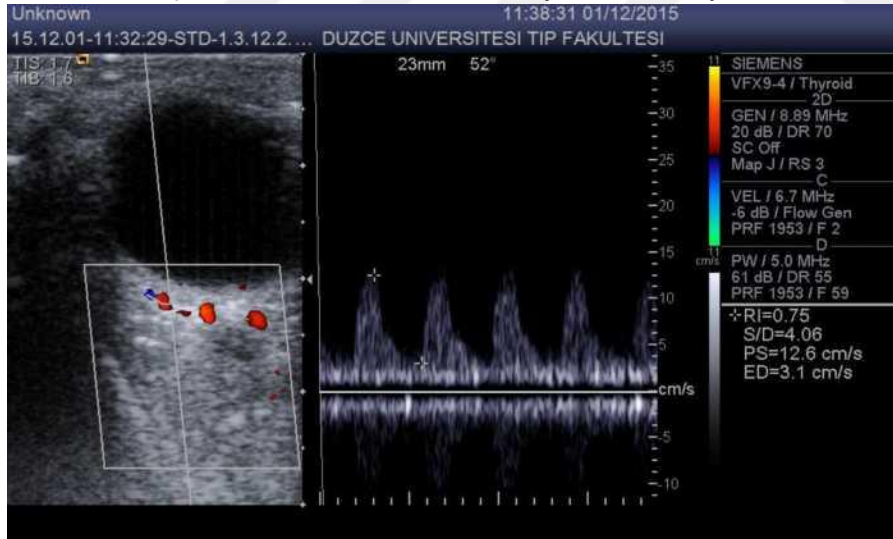 Unknown 11:38:31 01/12/2015
15.12.01-11:32:29-STD-1.3.12.2.... DUZCE UNIVERSITESI TIP FAKULTESI
TIS: 1.7
TIB: 1.6
23mm 52°
35
30
25
20
15
10
5
cm/s
-5
-10
11
11
cm/s
SIEMENS
VFX9-4 / Thyroid
2D
GEN / 8.89 MHz
20 dB / DR 70
SC Off
Map J / RS 3
C
VEL / 6.7 MHz
-6 dB / Flow Gen
PRF 1953 / F 2
D
PW / 5.0 MHz
61 dB / DR 55
PRF 1953 / F 59
RI=0.75
S/D=4.06
PS=12.6 cm/s
ED=3.1 cm/s